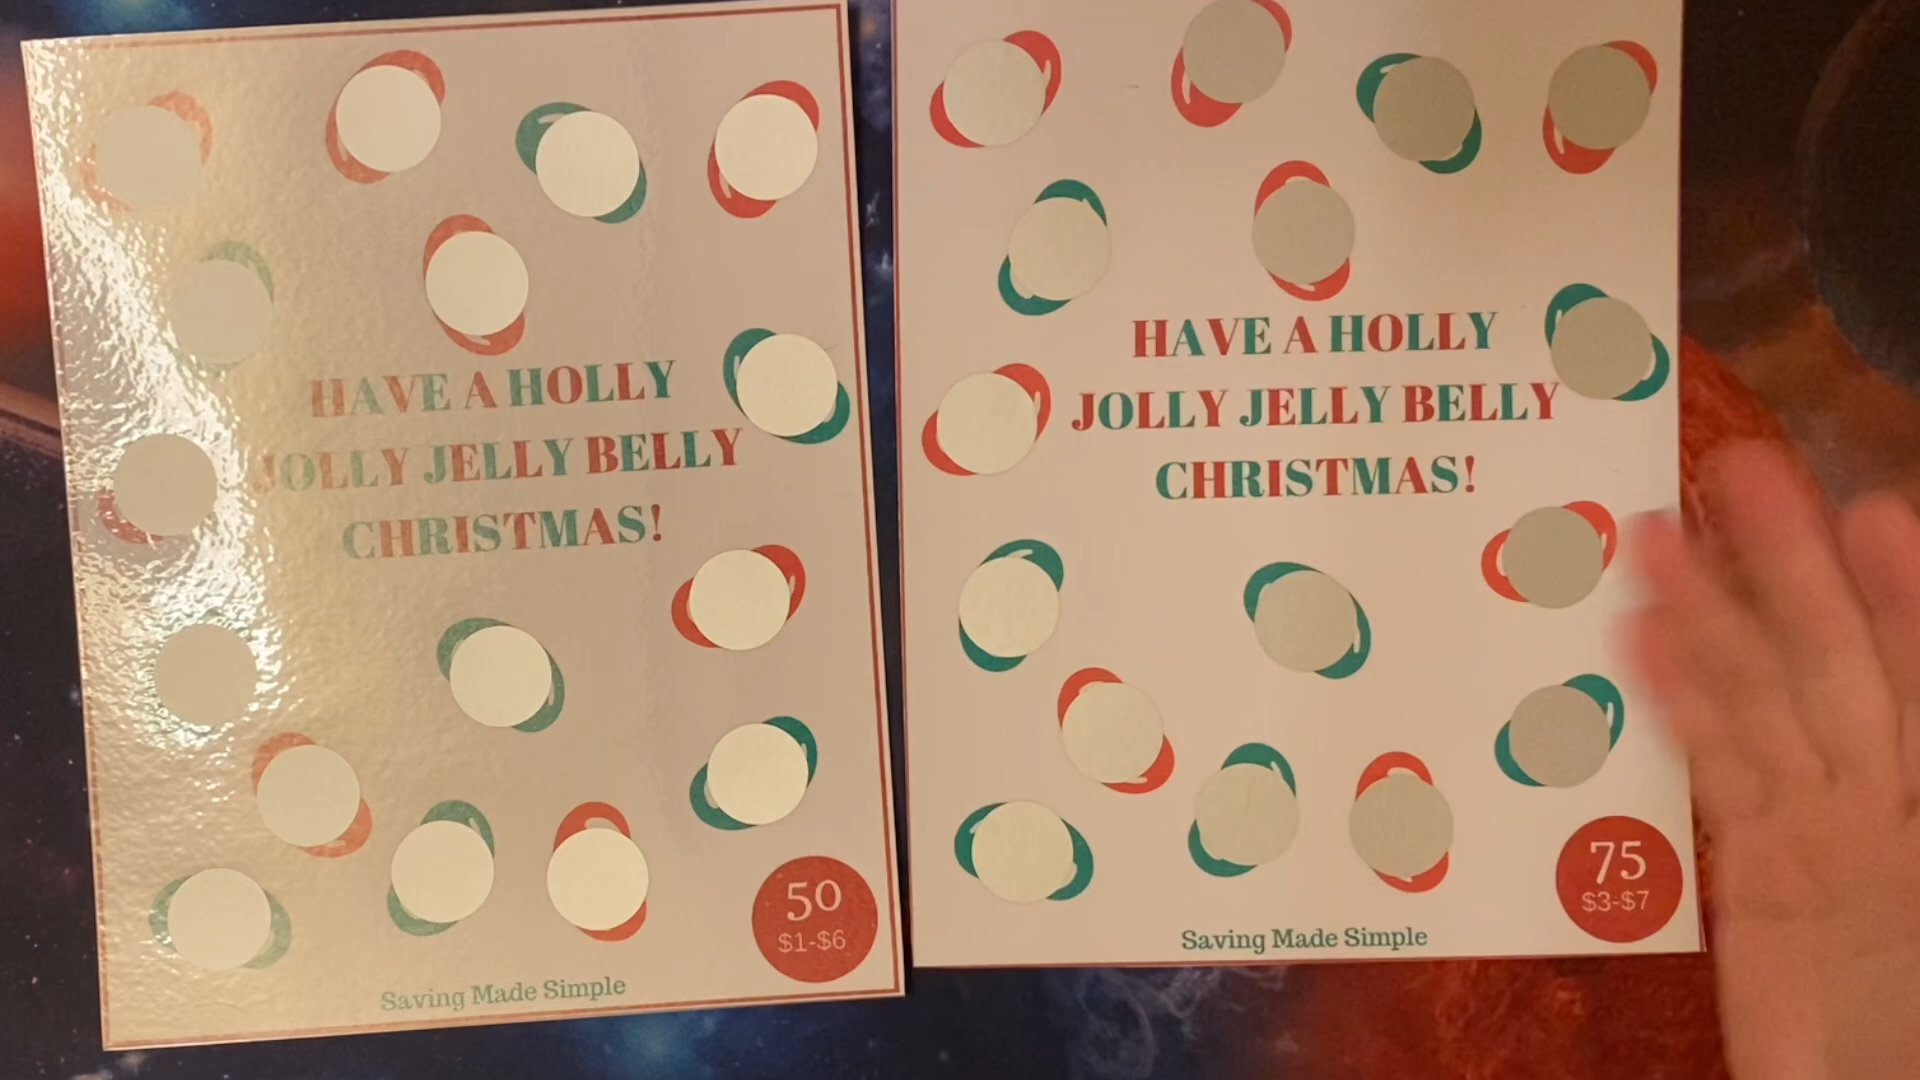 HAVE A HOLLY
JOLLY JELLY BELLY
CHRISTMAS!
50
$1-$6
Saving Made Simple
HAVE A HOLLY
JOLLY JELLY BELLY
CHRISTMAS!
75
$3-$7
Saving Made Simple